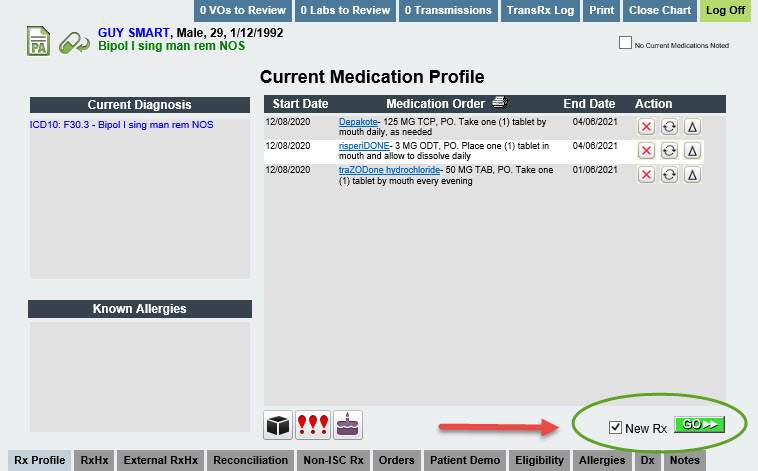 0 VOs to Review 0 Labs to Review 0 Transmissions TransRx Log Print Close Chart Log Off
PA
GUY SMART, Male, 29, 1/12/1992
Bipol I sing man rem NOS
No Current Medications Noted
Current Medication Profile
Current Diagnosis
ICD10: F30.3 - Bipol I sing man rem NOS
Known Allergies
Start Date Medication Order End Date Action
12/08/2020 Depakote- 125 MG TCP, PO. Take one (1) tablet by 04/06/2021
mouth daily, as needed
12/08/2020 risperiDONE- 3 MG ODT, PO. Place one (1) tablet in 04/06/2021
mouth and allow to dissolve daily
12/08/2020 traZODone hydrochloride- 50 MG TAB, PO. Take one 01/06/2021
(1) tablet by mouth every evening
New Rx GO
Rx Profile RxHx External RxHx Reconciliation Non-ISC Rx Orders Patient Demo Eligibility Allergies Dx Notes